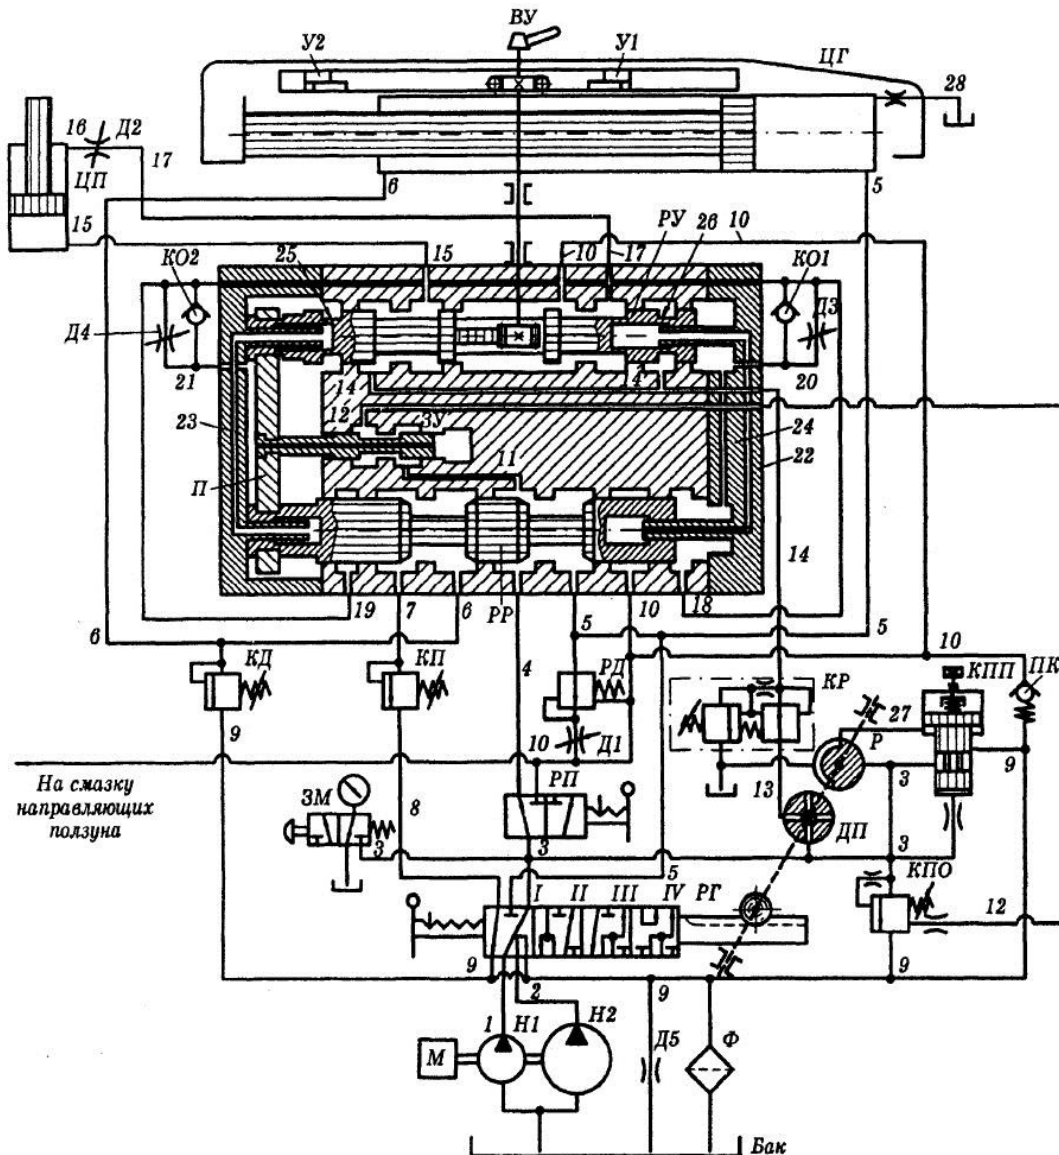 ВУ
У2
У1
ЦГ
28
16
Д2
17
ЦП
6
5
15
РУ
26
10
КО2
25
15
10
17
КО1
Д4
Д3
21
14
4
20
12
ЗУ
23
24
11
22
П
14
19
7
6
РР
5
10
18
6
4
5
10
КД
КП
РД
КР
КПП
ПК
27
Р
9
10
Д1
3
9
На смазку
направляющих
ползуна
РП
13
ЗМ
8
ДП
3
3
3
КПО
I
II
III
5
IV
РГ
12
9
2
9
9
1
Н1
Н2
М
Д5
Ф
Бак